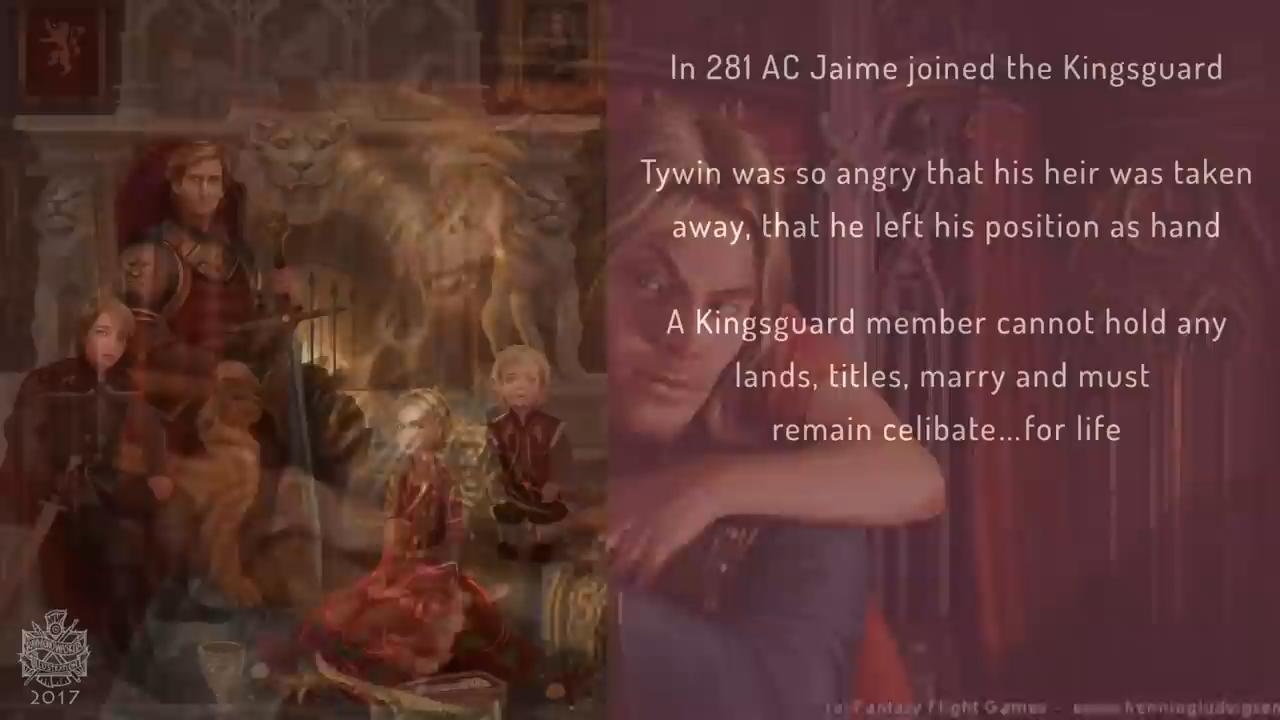 In 281 AC Jaime joined the Kingsguard
Tywin was so angry that his heir was taken
away, that he left his position as hand
A Kingsguard member cannot hold any
lands, titles, marry and must
remain celibate...for life
2017
Fantasy Flight Games -